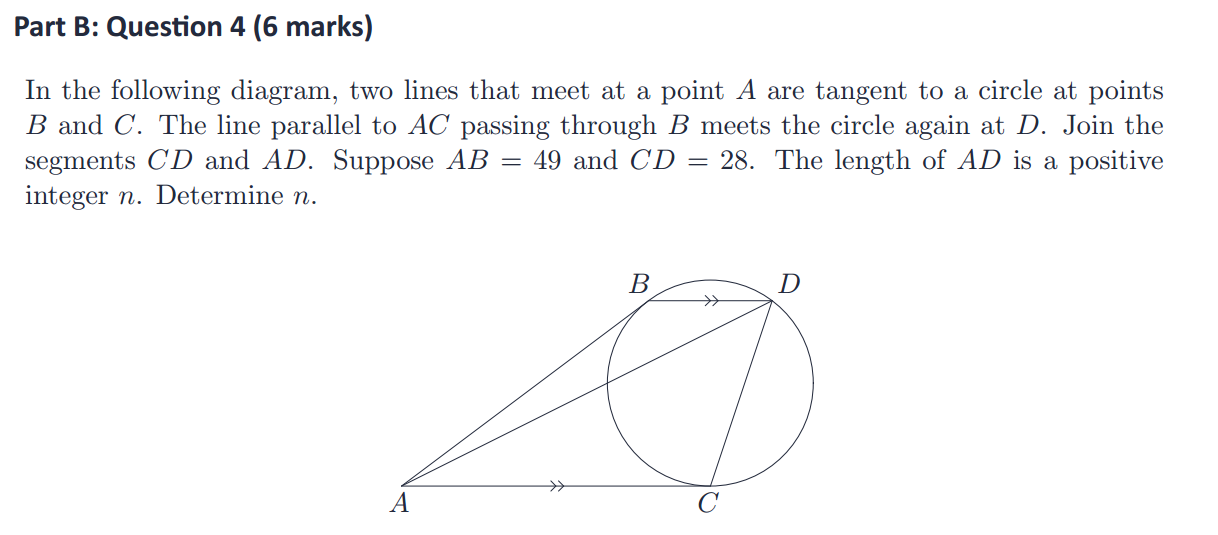 Part B: Question 4 (6 marks)
In the following diagram, two lines that meet at a point A are tangent to a circle at points
B and C. The line parallel to AC passing through B meets the circle again at D. Join the
segments CD and AD. Suppose AB = 49 and CD = 28. The length of AD is a positive
integer n. Determine n.
B
D
A
C